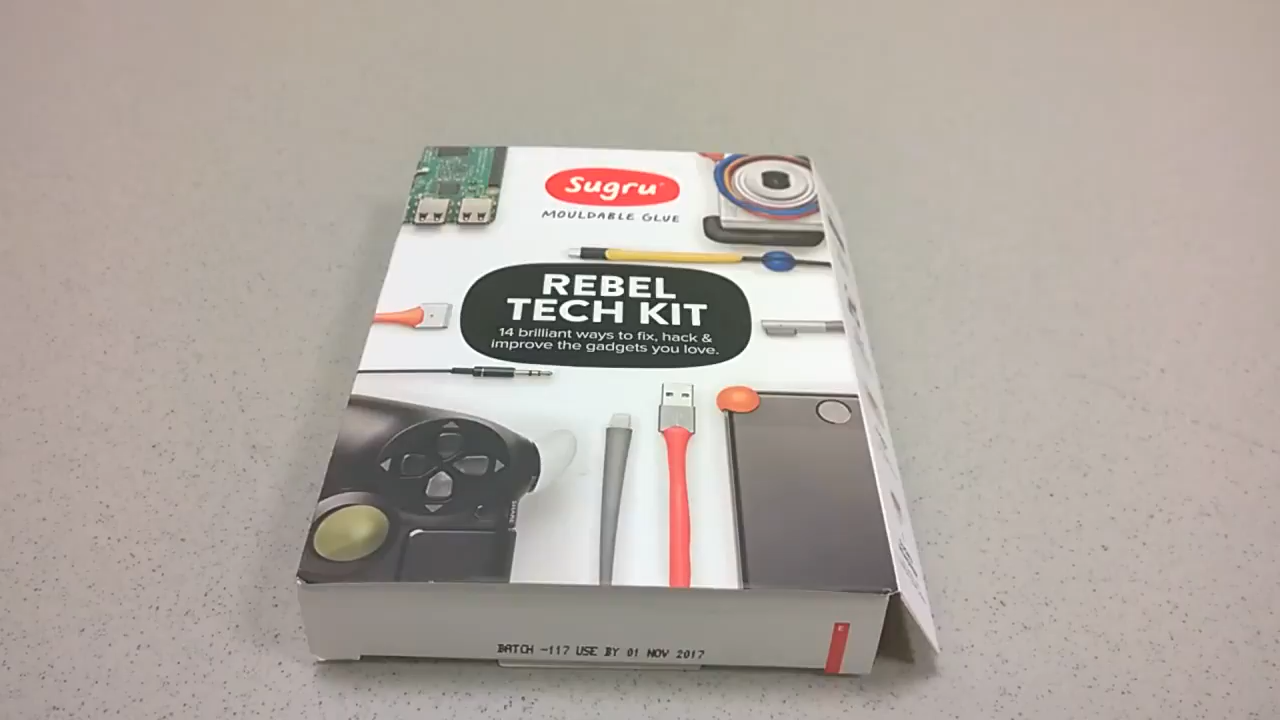 Sugru
MOULDABLE GLUE
REBEL
TECH KIT
14 brilliant ways to fix, hack &
improve the gadgets you love.
SHARE
BATCH -117 USE BY 01 NOV 2017